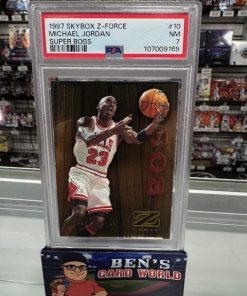 1997 SKYBOX Z-FORCE #10
MICHAEL JORDAN NM
SUPER BOSS PSA 7
107009169
BULLS
23
BOSS
Z
BEN'S
CARD WORLD